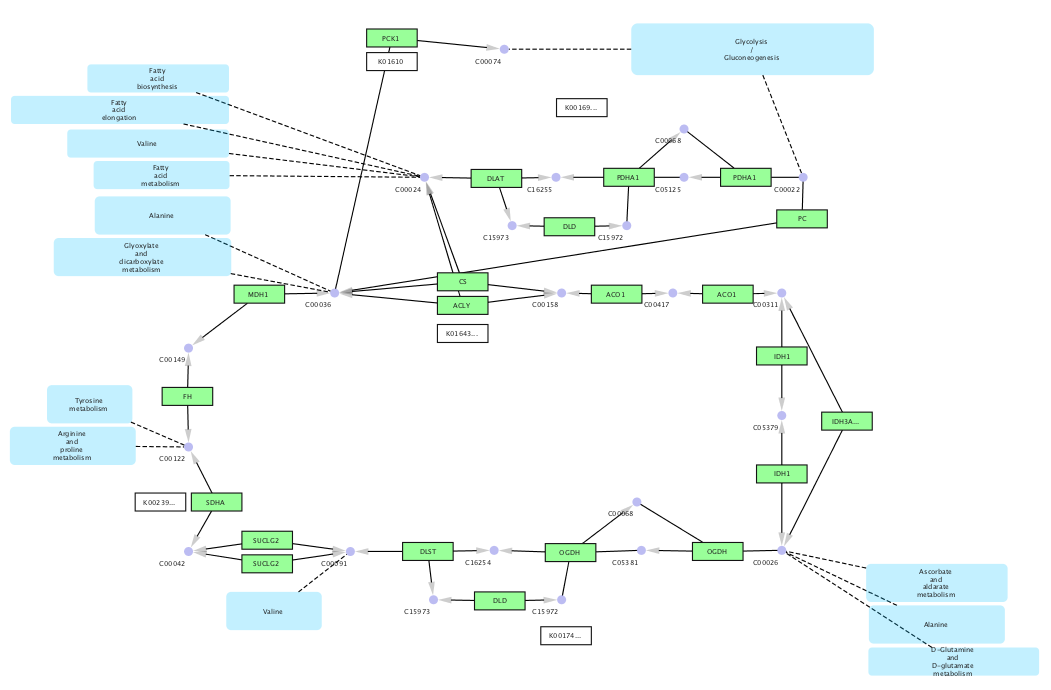 PCK1
K01610
C00074
Glycolysis
/
Gluconeogenesis
Fatty
acid
biosynthesis
Fatty
acid
elongation
Valine
Fatty
acid
metabolism
Alanine
Glyoxylate
and
dicarboxylate
metabolism
K00169...
C00068
C00024
DLAT
C16255
PDHA1
C05125
PDHA1
C00022
PC
C15973
DLD
C15972
MDH1
C00036
CS
ACLY
K01643...
C00158
ACO1
C00417
ACO1
C00311
C00149
IDH1
FH
Tyrosine
metabolism
Arginine
and
proline
metabolism
C00122
C05379
IDH3A...
IDH1
K00239...
SDHA
C00068
C00042
SUCLG2
SUCLG2
C00091
DLST
C16254
OGDH
C05381
OGDH
C00026
Valine
C15973
DLD
C15972
K00174...
Ascorbate
and
aldarate
metabolism
Alanine
D-Glutamine
and
D-glutamate
metabolism